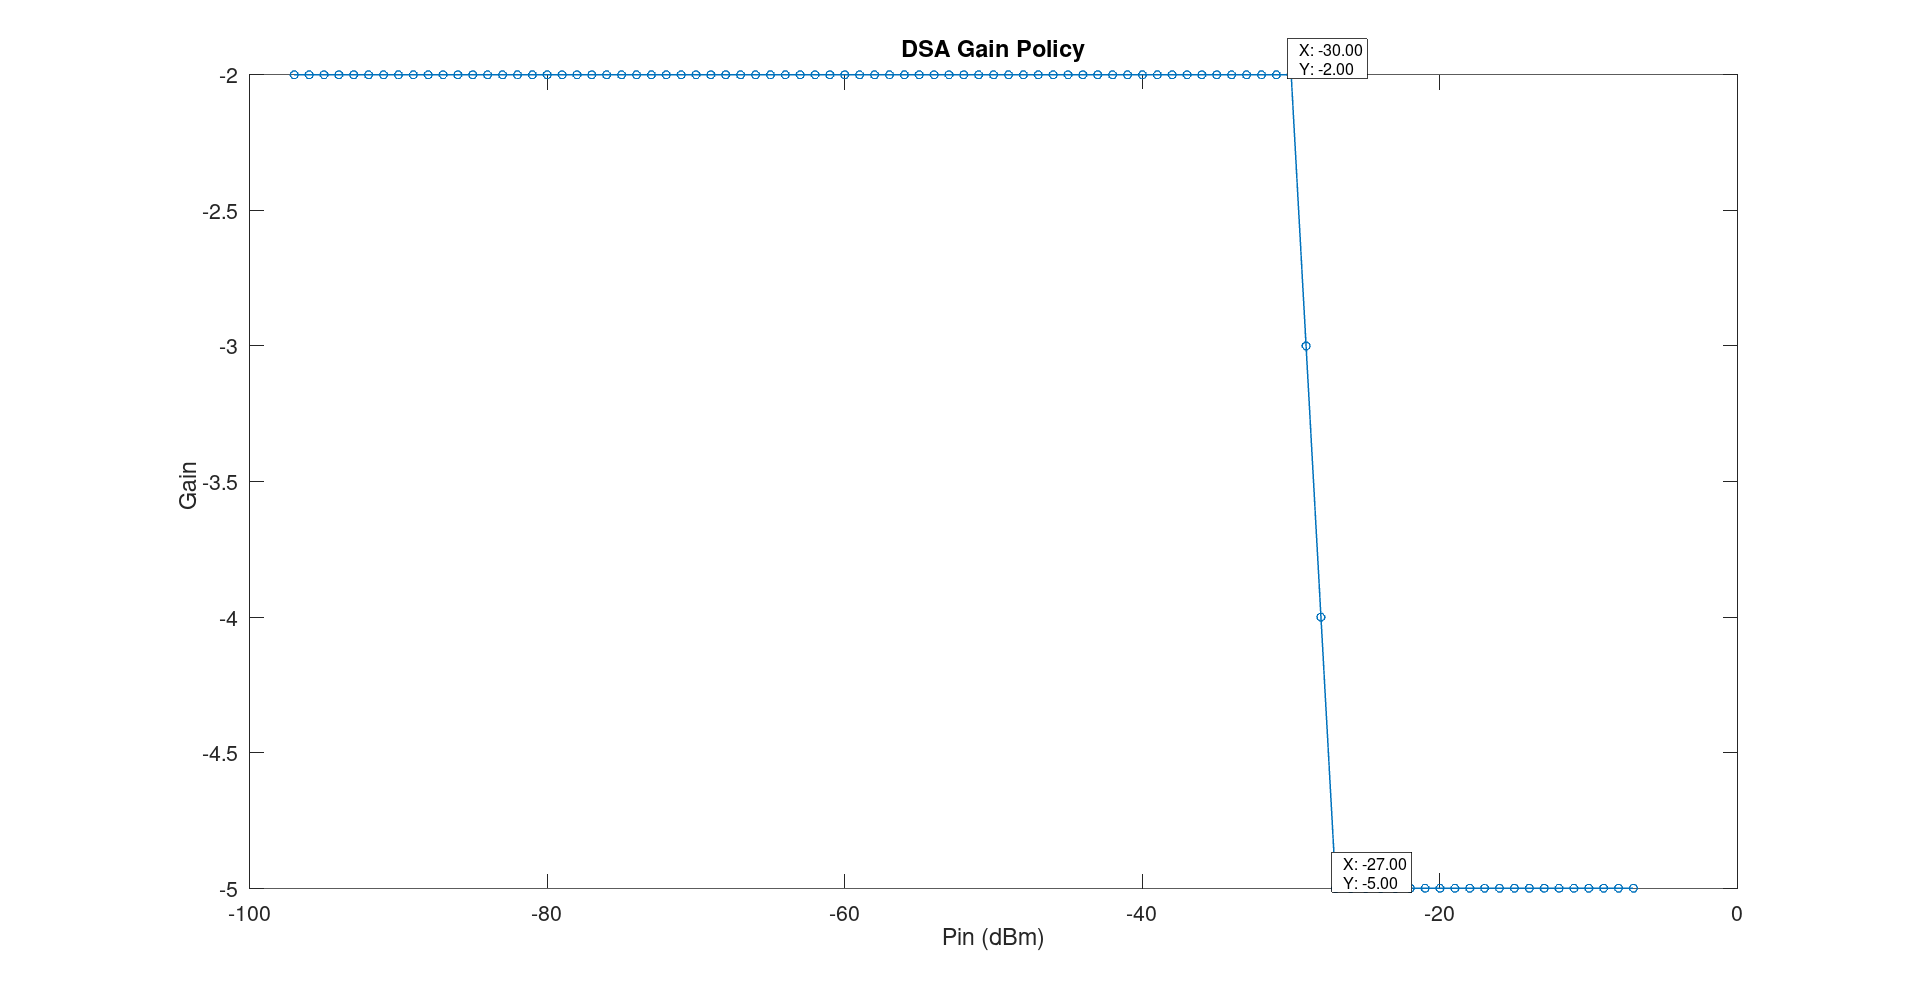 DSA Gain Policy
X: -30.00
Y: -2.00
-2
-2.5
-3
-3.5
-4
-4.5
-5
Gain
X: -27.00
Y: -5.00
-100 -80 -60 -40 -20 0
Pin (dBm)